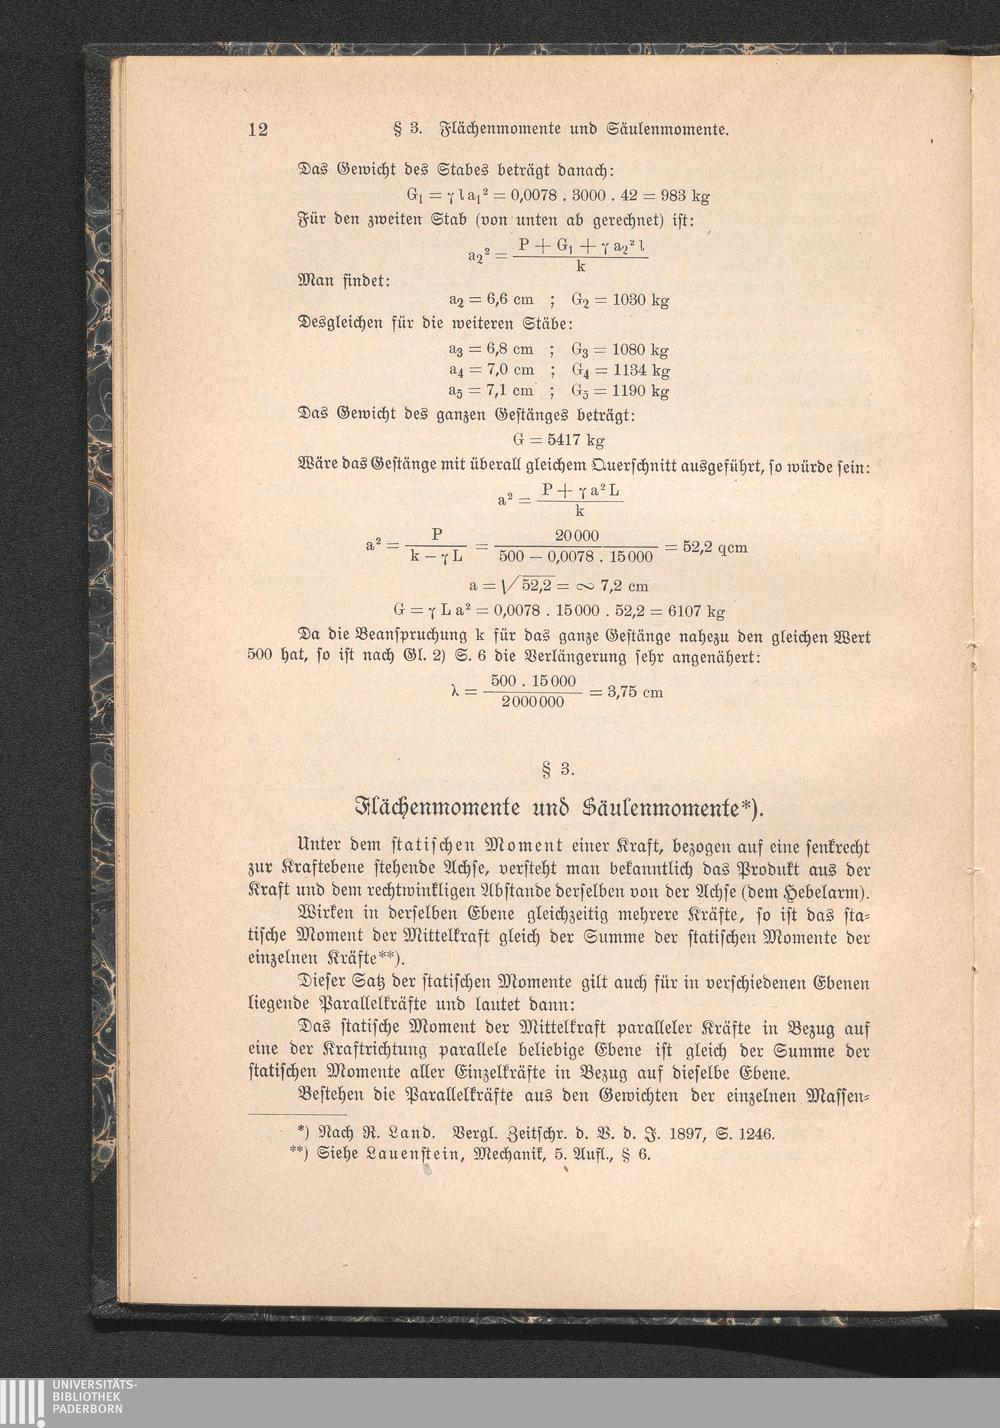 12 § 3. Flächenmomente und Säulenmomente.
Das Gewicht des Stabes beträgt danach:
G₁ = γ l a₁² = 0,0078 . 3000 . 42 = 983 kg
Für den zweiten Stab (von unten ab gerechnet) ist:
a₂² = (P + G₁ + γ a₂² l) / k
Man findet:
a₂ = 6,6 cm ; G₂ = 1030 kg
Desgleichen für die weiteren Stäbe:
a₃ = 6,8 cm ; G₃ = 1080 kg
a₄ = 7,0 cm ; G₄ = 1134 kg
a₅ = 7,1 cm ; G₅ = 1190 kg
Das Gewicht des ganzen Gestänges beträgt:
G = 5417 kg
Wäre das Gestänge mit überall gleichem Querschnitt ausgeführt, so würde sein:
a² = (P + γ a² L) / k
a² = P / (k − γ L) = 20000 / (500 − 0,0078 . 15000) = 52,2 qcm
a = √52,2 = ∾ 7,2 cm
G = γ L a² = 0,0078 . 15000 . 52,2 = 6107 kg
Da die Beanspruchung k für das ganze Gestänge nahezu den gleichen Wert
500 hat, so ist nach Gl. 2) S. 6 die Verlängerung sehr angenähert:
λ = (500 . 15000) / 2000000 = 3,75 cm
§ 3.
Flächenmomente und Säulenmomente*).
Unter dem statischen Moment einer Kraft, bezogen auf eine senkrecht
zur Kraftebene stehende Achse, versteht man bekanntlich das Produkt aus der
Kraft und dem rechtwinkligen Abstande derselben von der Achse (dem Hebelarm).
Wirken in derselben Ebene gleichzeitig mehrere Kräfte, so ist das sta-
tische Moment der Mittelkraft gleich der Summe der statischen Momente der
einzelnen Kräfte**).
Dieser Satz der statischen Momente gilt auch für in verschiedenen Ebenen
liegende Parallelkräfte und lautet dann:
Das statische Moment der Mittelkraft paralleler Kräfte in Bezug auf
eine der Kraftrichtung parallele beliebige Ebene ist gleich der Summe der
statischen Momente aller Einzelkräfte in Bezug auf dieselbe Ebene.
Bestehen die Parallelkräfte aus den Gewichten der einzelnen Massen-
*) Nach R. Land. Vergl. Zeitschr. d. V. d. J. 1897, S. 1246.
**) Siehe Lauenstein, Mechanik, 5. Aufl., § 6.
UNIVERSITÄTS-
BIBLIOTHEK
PADERBORN